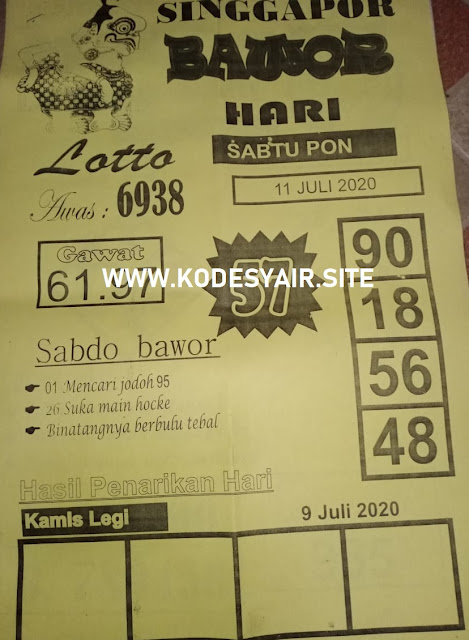 SINGGAPOR
BAWOR
HARI
SABTU PON
11 JULI 2020
Lotto
Awas : 6938
Gawat
61.97
57
WWW.KODESYAIR.SITE
90
18
56
48
Sabdo bawor
01 Mencari jodoh 95
26 Suka main hocke
Binatangnya berbulu tebal
Hasil Penarikan Hari
Kamis Legi
9 Juli 2020